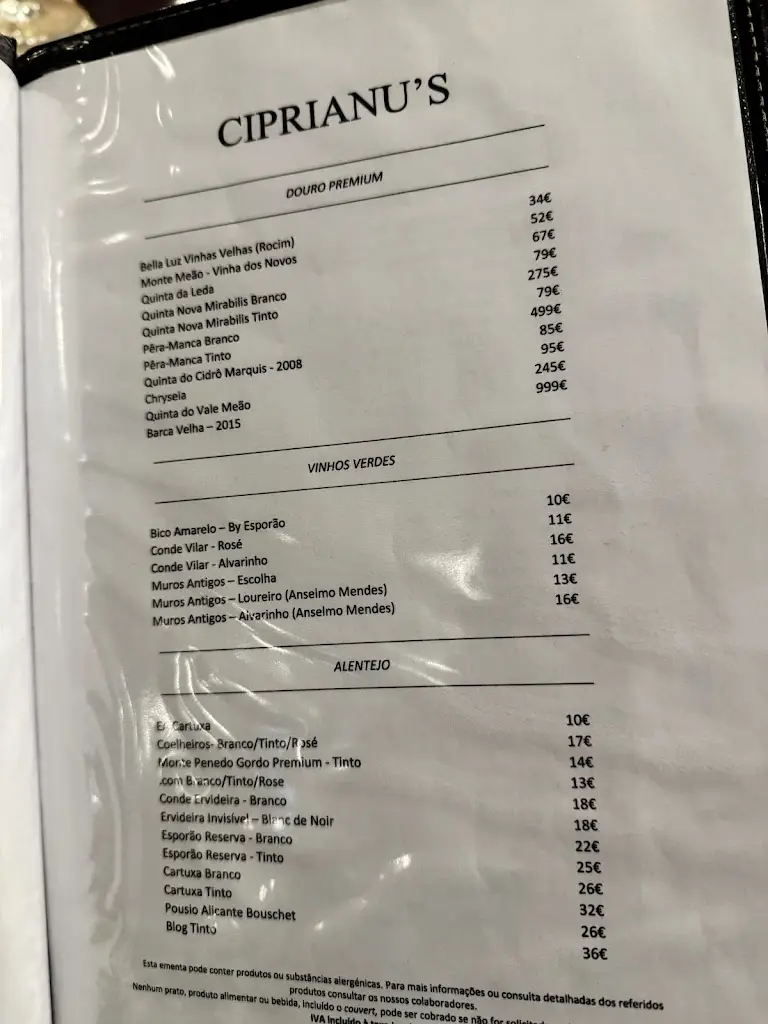 CIPRIANU'S
DOURO PREMIUM
Bella Luz Vinhas Velhas (Rocim) 34€
Monte Meão - Vinha dos Novos 52€
Quinta da Leda 67€
Quinta Nova Mirabilis Branco 79€
Quinta Nova Mirabilis Tinto 275€
Pêra-Manca Branco 79€
Pêra-Manca Tinto 499€
Quinta do Cidrô Marquis - 2008 85€
Chryseia 95€
Quinta do Vale Meão 245€
Barca Velha – 2015 999€
VINHOS VERDES
Bico Amarelo – By Esporão 10€
Conde Vilar - Rosé 11€
Conde Vilar - Alvarinho 16€
Muros Antigos – Escolha 11€
Muros Antigos – Loureiro (Anselmo Mendes) 13€
Muros Antigos – Alvarinho (Anselmo Mendes) 16€
ALENTEJO
EA Cartuxa 10€
Coelheiros- Branco/Tinto/Rosé 17€
Monte Penedo Gordo Premium - Tinto 14€
.com Branco/Tinto/Rose 13€
Conde Ervideira - Branco 18€
Ervideira Invisível – Blanc de Noir 18€
Esporão Reserva - Branco 22€
Esporão Reserva - Tinto 25€
Cartuxa Branco 26€
Cartuxa Tinto 32€
Pousio Alicante Bouschet 26€
Blog Tinto 36€
Esta ementa pode conter produtos ou substâncias alergénicas. Para mais informações ou consulta detalhadas dos referidos
produtos consultar os nossos colaboradores.
Nenhum prato, produto alimentar ou bebida, incluído o couvert, pode ser cobrado se não for
IVA Incluído à